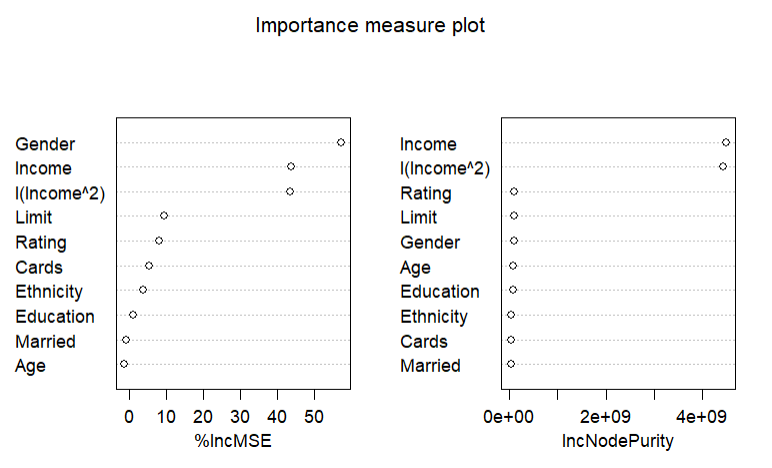 Importance measure plot
Gender
Income
I(Income^2)
Limit
Rating
Cards
Ethnicity
Education
Married
Age
0 10 20 30 40 50
%IncMSE
Income
I(Income^2)
Rating
Limit
Gender
Age
Education
Ethnicity
Cards
Married
0e+00 2e+09 4e+09
IncNodePurity